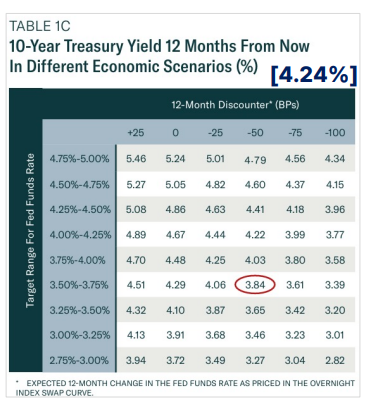 TABLE 1C
10-Year Treasury Yield 12 Months From Now
In Different Economic Scenarios (%) [4.24%]
12-Month Discounter* (BPs)
+25 0 -25 -50 -75 -100
Target Range For Fed Funds Rate
4.75%-5.00% 5.46 5.24 5.01 4.79 4.56 4.34
4.50%-4.75% 5.27 5.05 4.82 4.60 4.37 4.15
4.25%-4.50% 5.08 4.86 4.63 4.41 4.18 3.96
4.00%-4.25% 4.89 4.67 4.44 4.22 3.99 3.77
3.75%-4.00% 4.70 4.48 4.25 4.03 3.80 3.58
3.50%-3.75% 4.51 4.29 4.06 3.84 3.61 3.39
3.25%-3.50% 4.32 4.10 3.87 3.65 3.42 3.20
3.00%-3.25% 4.13 3.91 3.68 3.46 3.23 3.01
2.75%-3.00% 3.94 3.72 3.49 3.27 3.04 2.82
* EXPECTED 12-MONTH CHANGE IN THE FED FUNDS RATE AS PRICED IN THE OVERNIGHT
INDEX SWAP CURVE.